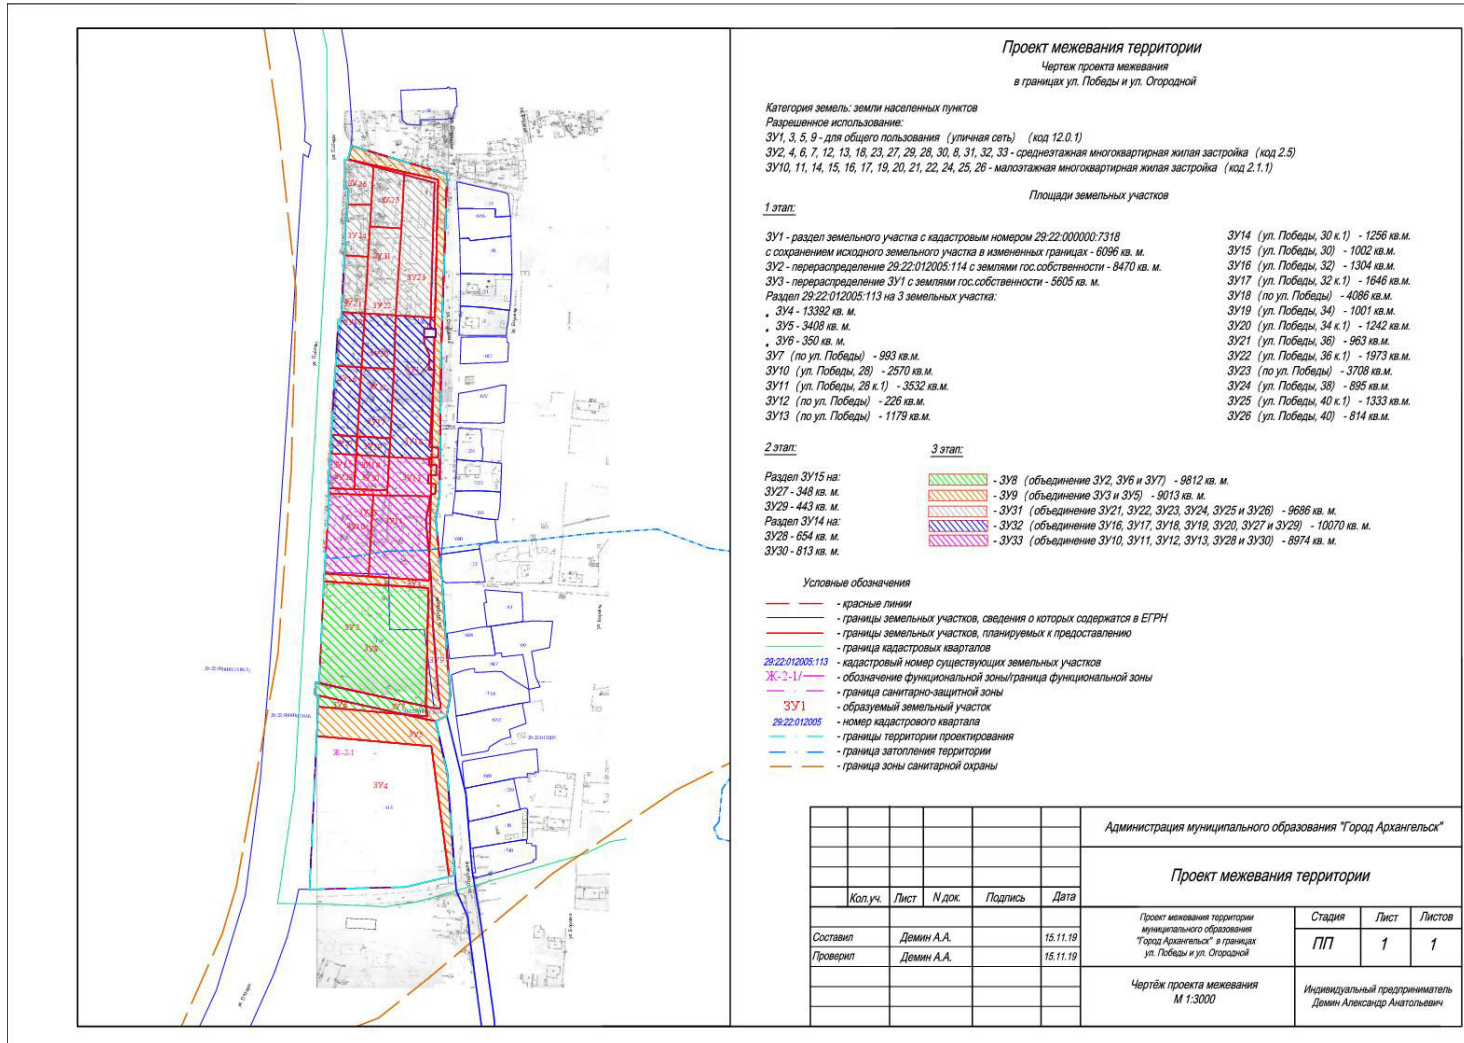 Проект межевания территории
Чертеж проекта межевания
в границах ул. Победы и ул. Огородной
Категория земель: земли населенных пунктов
Разрешенное использование:
ЗУ1, 3, 5, 9 - для общего пользования (уличная сеть) (код 12.0.1)
ЗУ2, 4, 6, 7, 12, 13, 18, 23, 27, 29, 28, 30, 8, 31, 32, 33 - среднеэтажная многоквартирная жилая застройка (код 2.5)
ЗУ10, 11, 14, 15, 16, 17, 19, 20, 21, 22, 24, 25, 26 - малоэтажная многоквартирная жилая застройка (код 2.1.1)
Площади земельных участков
1 этап:
ЗУ1 - раздел земельного участка с кадастровым номером 29:22:000000:7318
с сохранением исходного земельного участка в измененных границах - 6096 кв. м.
ЗУ2 - перераспределение 29:22:012005:114 с землями гос.собственности - 8470 кв. м.
ЗУ3 - перераспределение ЗУ1 с землями гос.собственности - 5605 кв. м.
Раздел 29:22:012005:113 на 3 земельных участка:
ЗУ4 - 13392 кв. м.
ЗУ5 - 3408 кв. м.
ЗУ6 - 350 кв. м.
ЗУ7 (по ул. Победы) - 993 кв.м.
ЗУ10 (ул. Победы, 28) - 2570 кв.м.
ЗУ11 (ул. Победы, 28 к.1) - 3532 кв.м.
ЗУ12 (по ул. Победы) - 226 кв.м.
ЗУ13 (по ул. Победы) - 1179 кв.м.
ЗУ14 (ул. Победы, 30 к.1) - 1256 кв.м.
ЗУ15 (ул. Победы, 30) - 1002 кв.м.
ЗУ16 (ул. Победы, 32) - 1304 кв.м.
ЗУ17 (ул. Победы, 32 к.1) - 1646 кв.м.
ЗУ18 (по ул. Победы) - 4086 кв.м.
ЗУ19 (ул. Победы, 34) - 1001 кв.м.
ЗУ20 (ул. Победы, 34 к.1) - 1242 кв.м.
ЗУ21 (ул. Победы, 36) - 963 кв.м.
ЗУ22 (ул. Победы, 36 к.1) - 1973 кв.м.
ЗУ23 (по ул. Победы) - 3708 кв.м.
ЗУ24 (ул. Победы, 38) - 895 кв.м.
ЗУ25 (ул. Победы, 40 к.1) - 1333 кв.м.
ЗУ26 (ул. Победы, 40) - 814 кв.м.
2 этап:
Раздел ЗУ15 на:
ЗУ27 - 348 кв. м.
ЗУ29 - 443 кв. м.
Раздел ЗУ14 на:
ЗУ28 - 654 кв. м.
ЗУ30 - 813 кв. м.
3 этап:
- ЗУ8 (объединение ЗУ2, ЗУ6 и ЗУ7) - 9812 кв. м.
- ЗУ9 (объединение ЗУ3 и ЗУ5) - 9013 кв. м.
- ЗУ31 (объединение ЗУ21, ЗУ22, ЗУ23, ЗУ24, ЗУ25 и ЗУ26) - 9686 кв. м.
- ЗУ32 (объединение ЗУ16, ЗУ17, ЗУ18, ЗУ19, ЗУ20, ЗУ27 и ЗУ29) - 10070 кв. м.
- ЗУ33 (объединение ЗУ10, ЗУ11, ЗУ12, ЗУ13, ЗУ28 и ЗУ30) - 8974 кв. м.
Условные обозначения
- красные линии
- границы земельных участков, сведения о которых содержатся в ЕГРН
- границы земельных участков, планируемых к предоставлению
- граница кадастровых кварталов
29:22:012005:113 - кадастровый номер существующих земельных участков
Ж-2-1/ - обозначение функциональной зоны/граница функциональной зоны
- граница санитарно-защитной зоны
ЗУ1 - образуемый земельный участок
29:22:012005 - номер кадастрового квартала
- границы территории проектирования
- граница затопления территории
- граница зоны санитарной охраны
Администрация муниципального образования "Город Архангельск"
Проект межевания территории
Кол.уч. Лист N док. Подпись Дата
Составил Демин А.А. 15.11.19
Проверил Демин А.А. 15.11.19
Проект межевания территории
муниципального образования
"Город Архангельск" в границах
ул. Победы и ул. Огородной
Стадия Лист Листов
ПП 1 1
Чертёж проекта межевания
М 1:3000
Индивидуальный предприниматель
Демин Александр Анатольевич
ЗУ26
ЗУ25
ЗУ31
ЗУ23
ЗУ22
ЗУ2
ЗУ8
ЗУ9
ЗУ5
Ж-2-1
ЗУ4